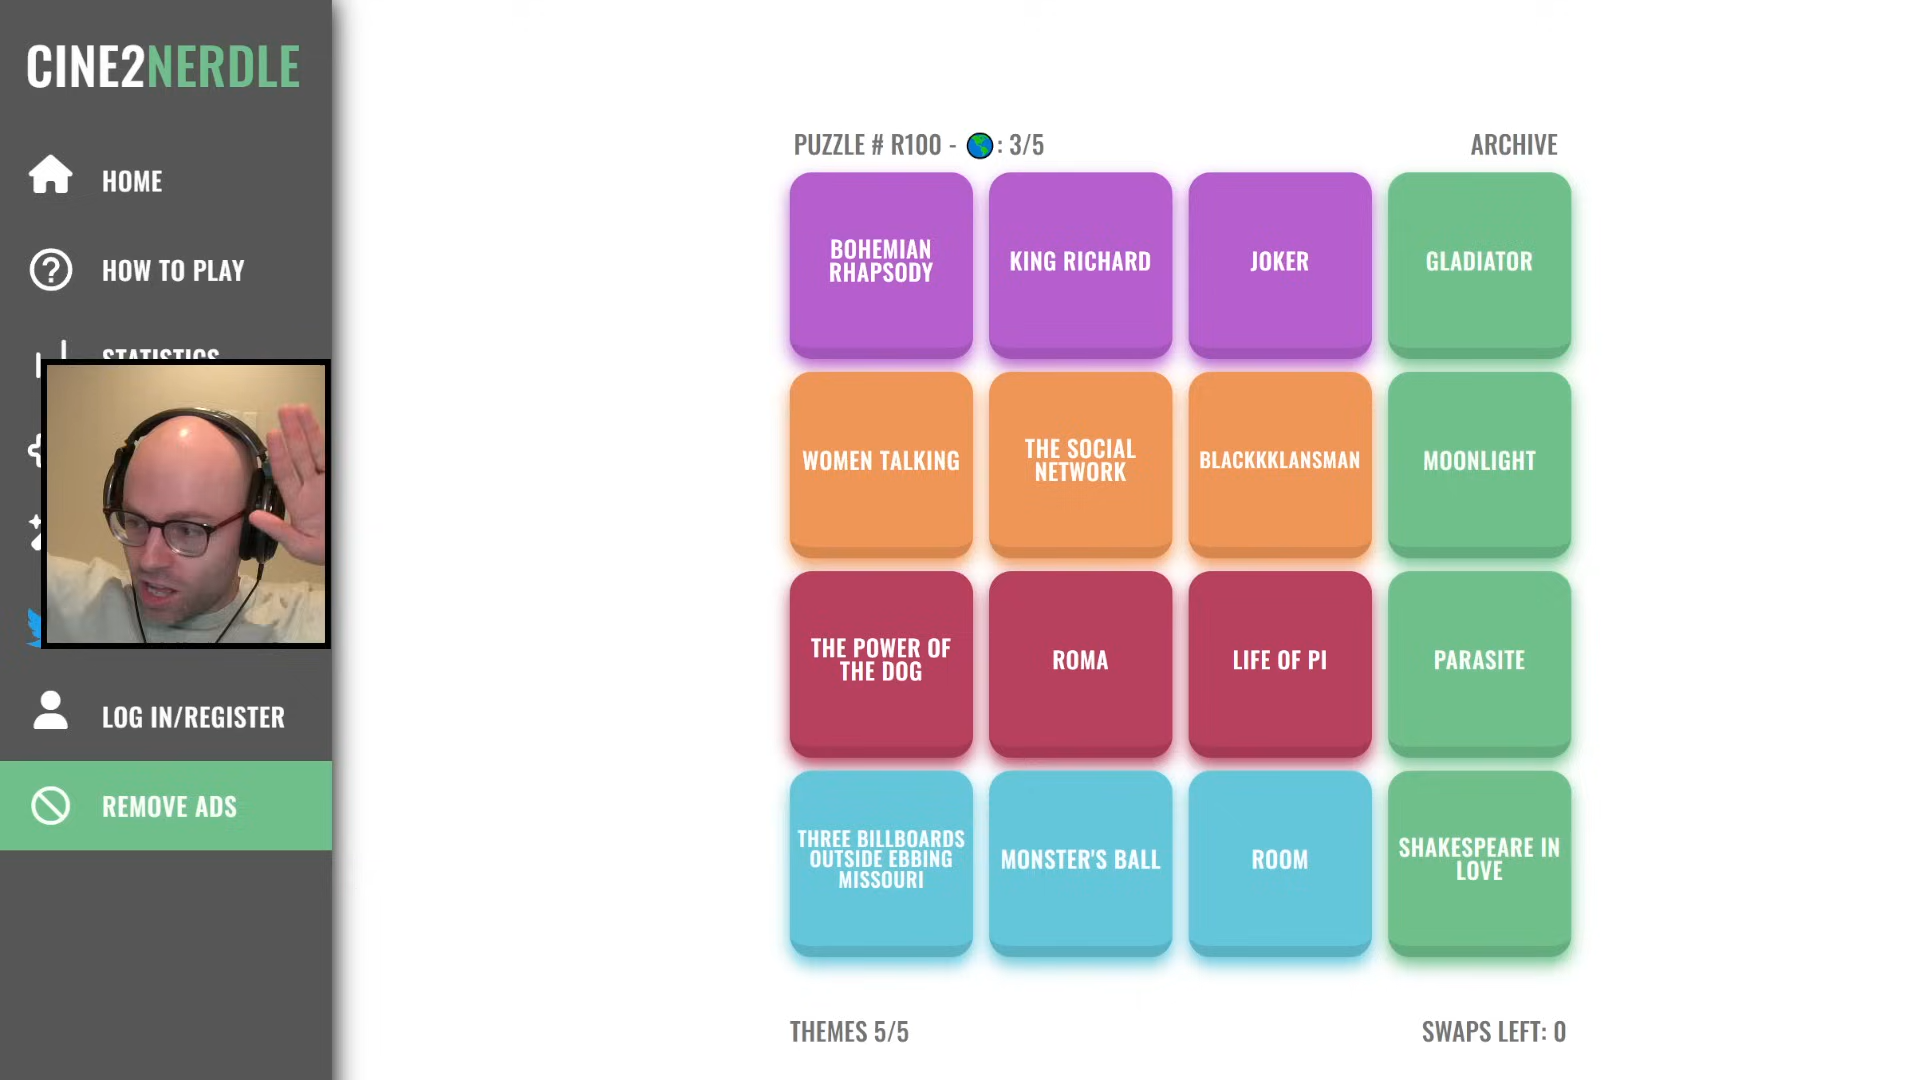 CINE2NERDLE
HOME
HOW TO PLAY
STATISTICS
LOG IN/REGISTER
REMOVE ADS
PUZZLE # R100 - : 3/5
ARCHIVE
BOHEMIAN
RHAPSODY
KING RICHARD
JOKER
GLADIATOR
WOMEN TALKING
THE SOCIAL
NETWORK
BLACKKKLANSMAN
MOONLIGHT
THE POWER OF
THE DOG
ROMA
LIFE OF PI
PARASITE
THREE BILLBOARDS
OUTSIDE EBBING
MISSOURI
MONSTER'S BALL
ROOM
SHAKESPEARE IN
LOVE
THEMES 5/5
SWAPS LEFT: 0